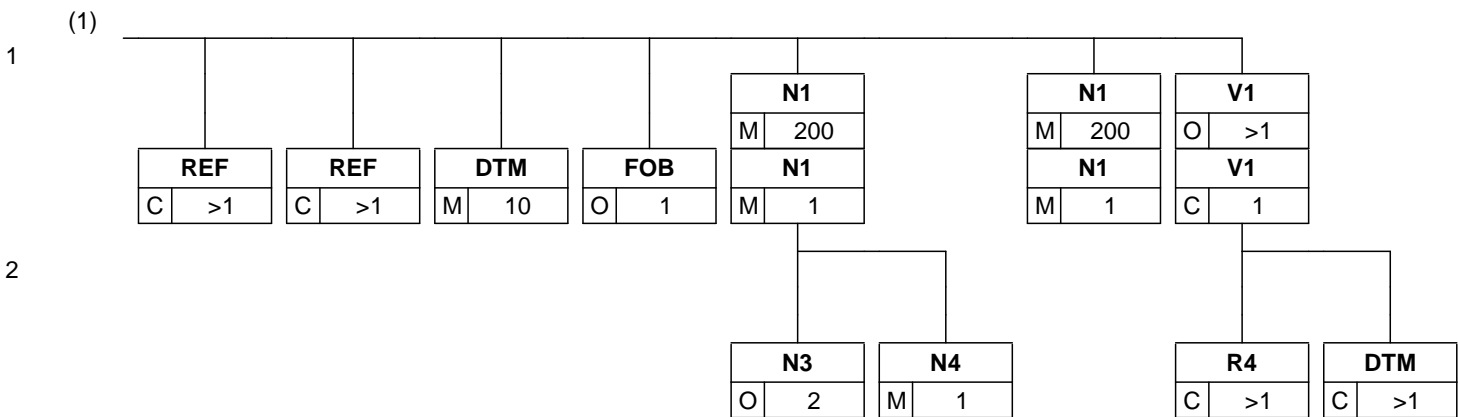 (1)
1
N1 N1 V1
M 200 M 200 O >1
REF REF DTM FOB N1 N1 V1
C >1 C >1 M 10 O 1 M 1 M 1 C 1
2
N3 N4 R4 DTM
O 2 M 1 C >1 C >1